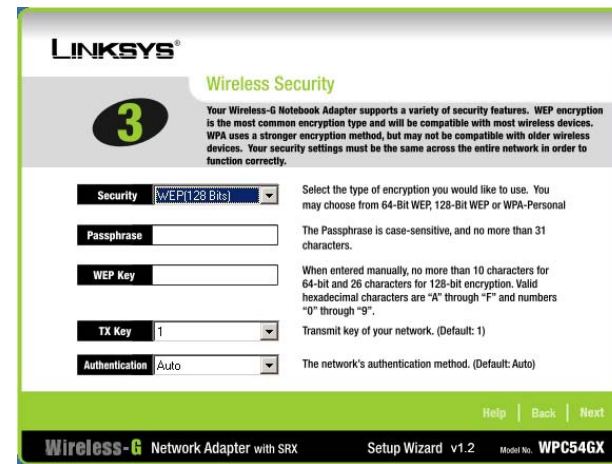 LINKSYS®
Wireless Security
3
Your Wireless-G Notebook Adapter supports a variety of security features. WEP encryption
is the most common encryption type and will be compatible with most wireless devices.
WPA uses a stronger encryption method, but may not be compatible with older wireless
devices. Your security settings must be the same across the entire network in order to
function correctly.
Security WEP(128 Bits) Select the type of encryption you would like to use. You
may choose from 64-Bit WEP, 128-Bit WEP or WPA-Personal
Passphrase The Passphrase is case-sensitive, and no more than 31
characters.
WEP Key When entered manually, no more than 10 characters for
64-bit and 26 characters for 128-bit encryption. Valid
hexadecimal characters are “A” through “F” and numbers
“0” through “9”.
TX Key 1 Transmit key of your network. (Default: 1)
Authentication Auto The network’s authentication method. (Default: Auto)
Help | Back | Next
Wireless-G Network Adapter with SRX Setup Wizard v1.2 Model No. WPC54GX